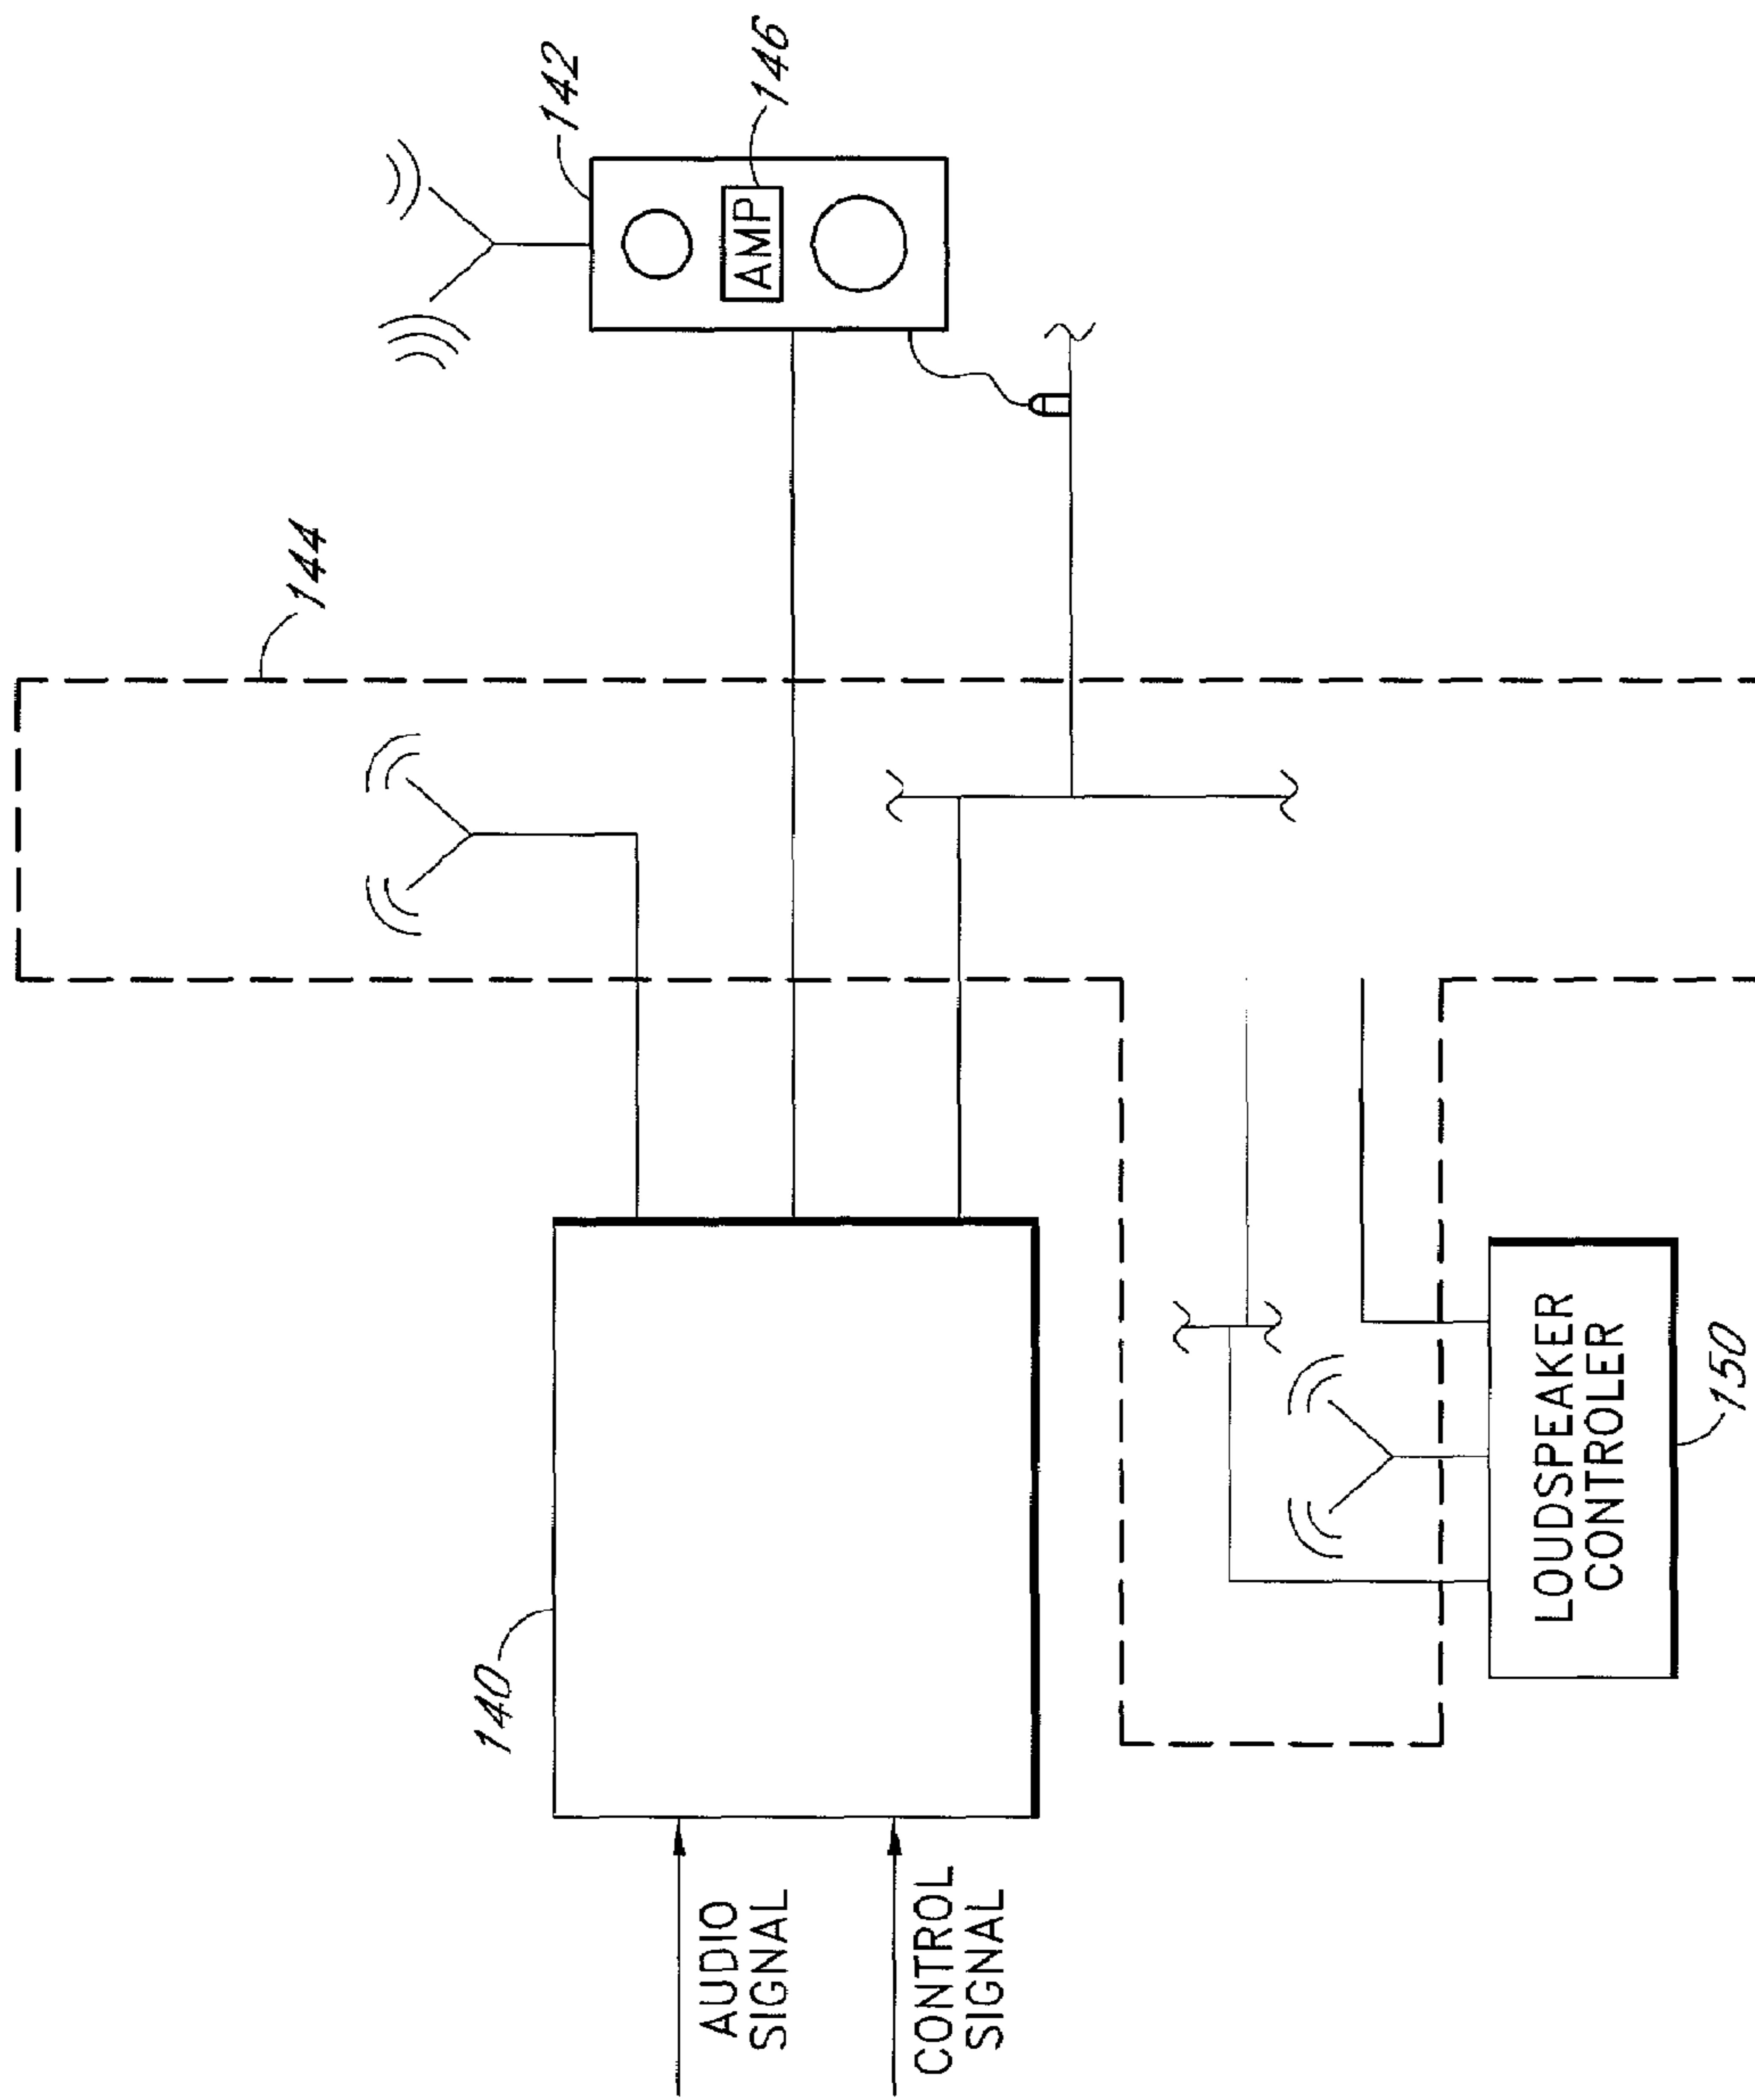 144
142
146
AMP
140
AUDIO
SIGNAL
CONTROL
SIGNAL
LOUDSPEAKER
CONTROLER
150